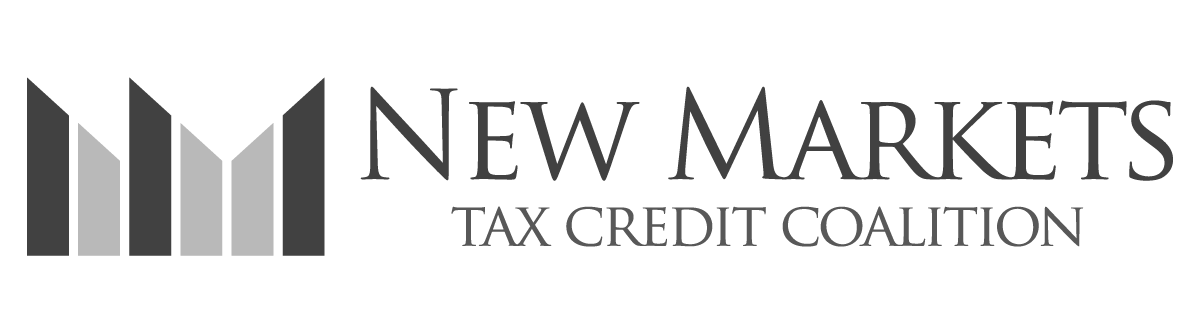 NEW MARKETS
TAX CREDIT COALITION